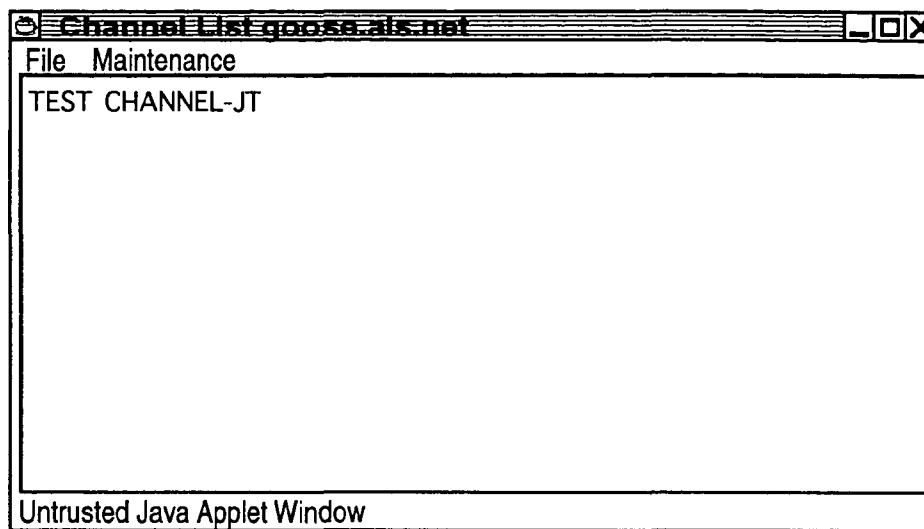 Channel List goose.als.net
File Maintenance
TEST CHANNEL-JT
Untrusted Java Applet Window